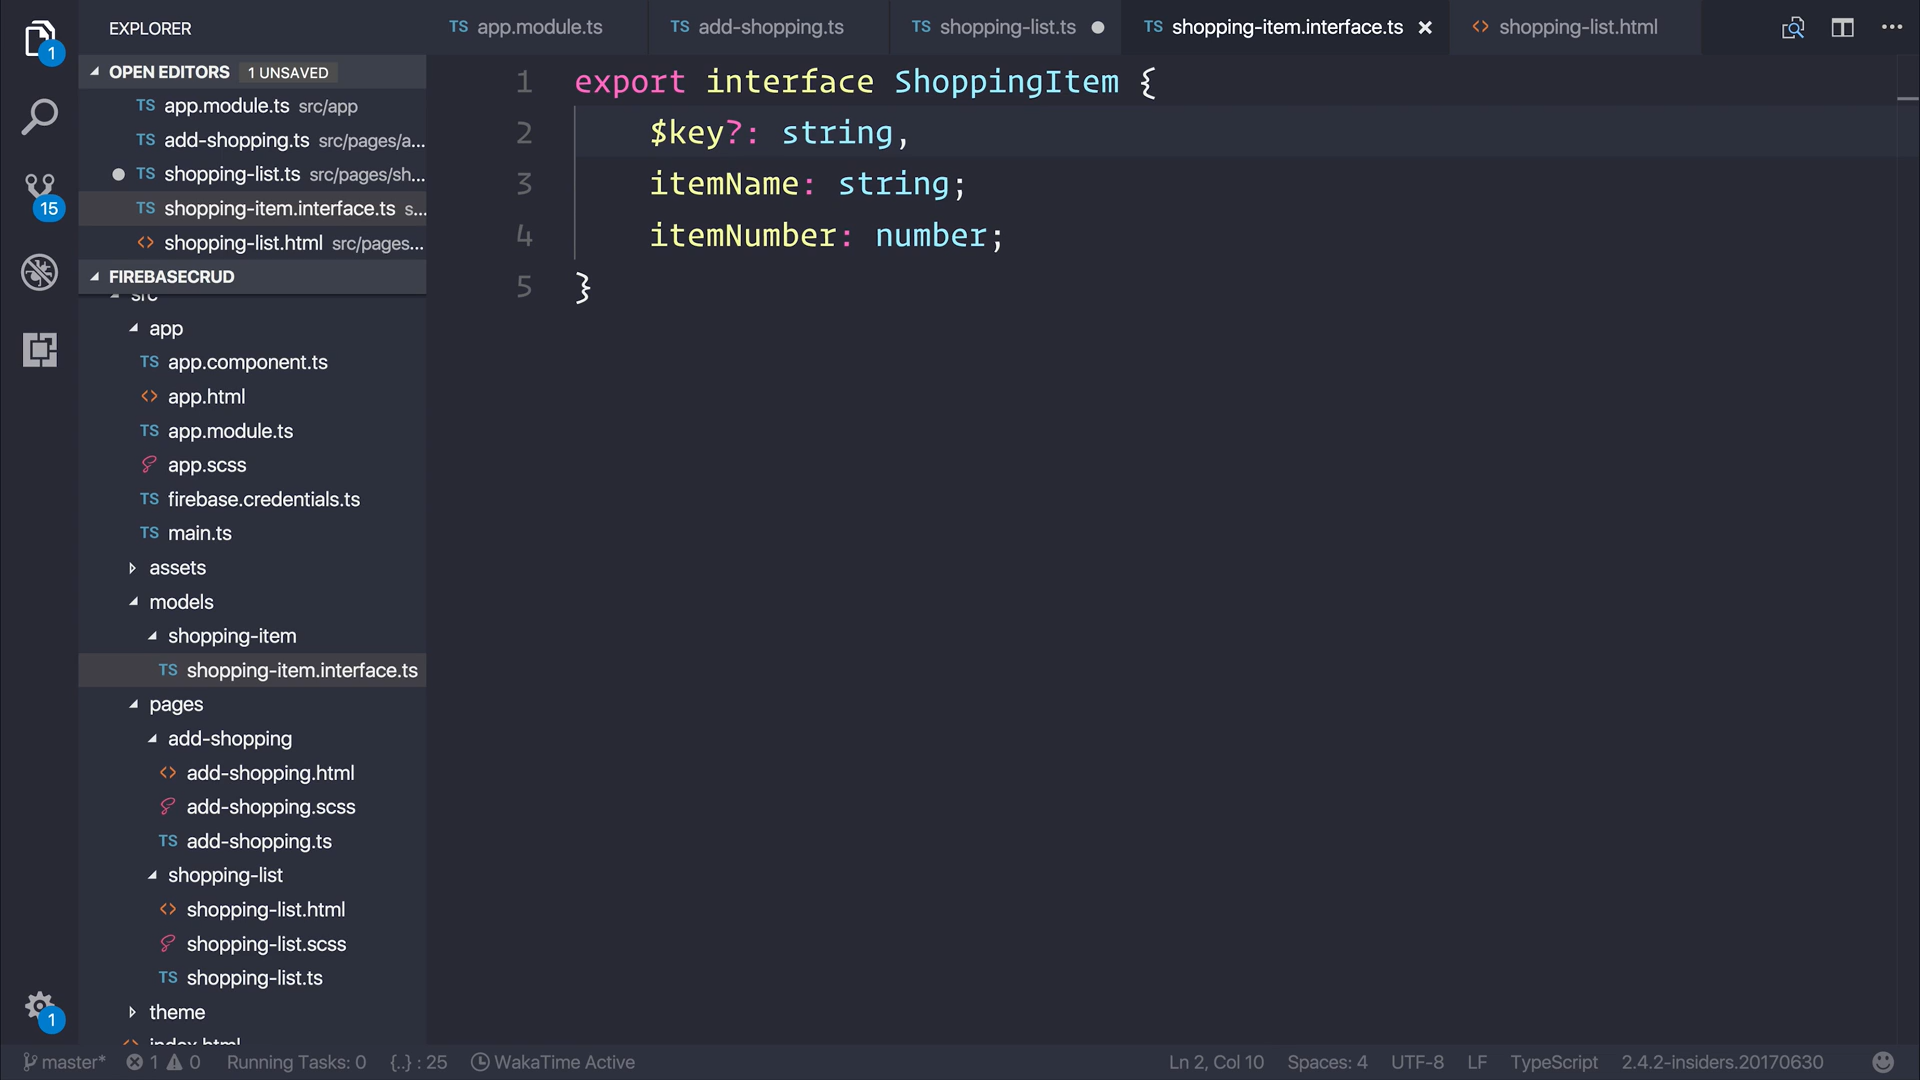 EXPLORER
OPEN EDITORS 1 UNSAVED
TS app.module.ts src/app
TS add-shopping.ts src/pages/a...
TS shopping-list.ts src/pages/sh...
TS shopping-item.interface.ts s...
<> shopping-list.html src/pages...
FIREBASECRUD
src
app
TS app.component.ts
<> app.html
TS app.module.ts
app.scss
TS firebase.credentials.ts
TS main.ts
assets
models
shopping-item
TS shopping-item.interface.ts
pages
add-shopping
<> add-shopping.html
add-shopping.scss
TS add-shopping.ts
shopping-list
<> shopping-list.html
shopping-list.scss
TS shopping-list.ts
theme
<> index.html
1
15
1
TS app.module.ts
TS add-shopping.ts
TS shopping-list.ts
TS shopping-item.interface.ts
<> shopping-list.html
1 export interface ShoppingItem {
2 $key?: string,
3 itemName: string;
4 itemNumber: number;
5 }
master* 1 0 Running Tasks: 0 {..} : 25 WakaTime Active Ln 2, Col 10 Spaces: 4 UTF-8 LF TypeScript 2.4.2-insiders.20170630